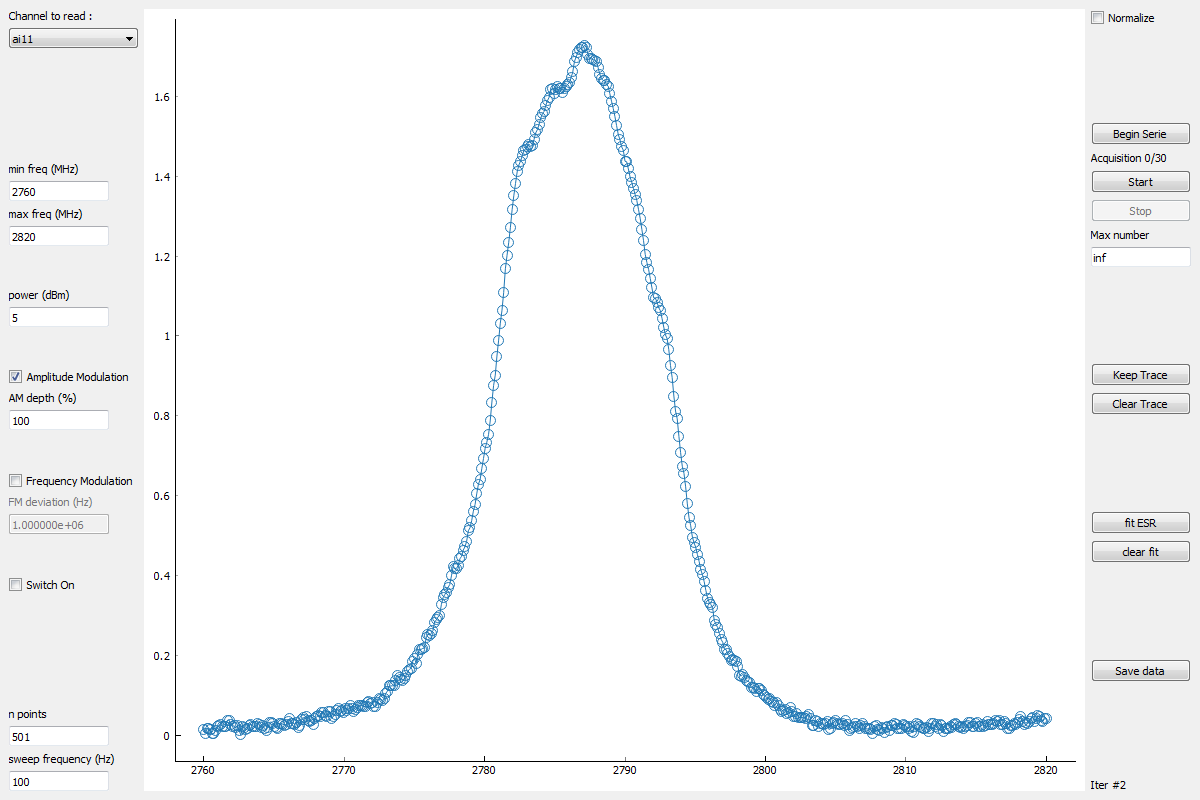 Channel to read :
ai11
min freq (MHz)
2760
max freq (MHz)
2820
power (dBm)
5
Amplitude Modulation
AM depth (%)
100
Frequency Modulation
FM deviation (Hz)
1.000000e+06
Switch On
n points
501
sweep frequency (Hz)
100
1.6
1.4
1.2
1
0.8
0.6
0.4
0.2
0
2760 2770 2780 2790 2800 2810 2820
Normalize
Begin Serie
Acquisition 0/30
Start
Stop
Max number
inf
Keep Trace
Clear Trace
fit ESR
clear fit
Save data
Iter #2